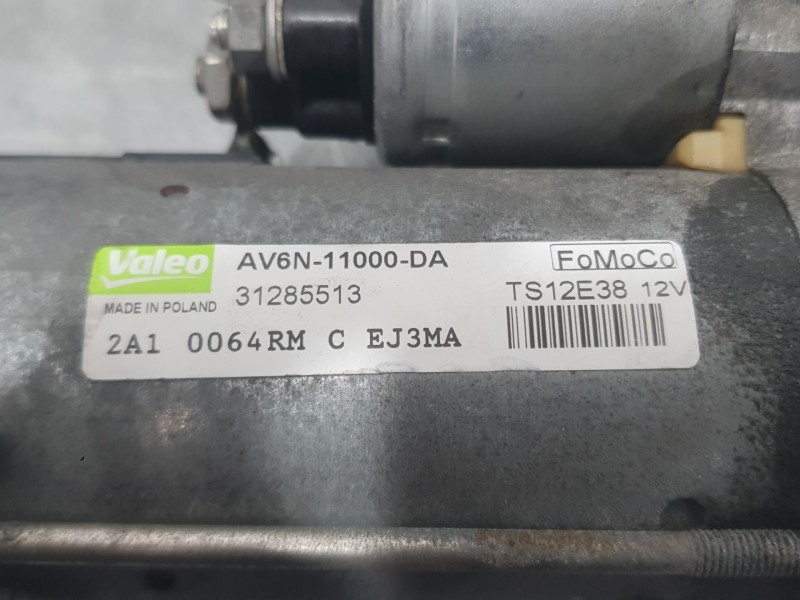 Valeo AV6N-11000-DA FoMoCo
MADE IN POLAND 31285513 TS12E38 12V
2A1 0064RM C EJ3MA